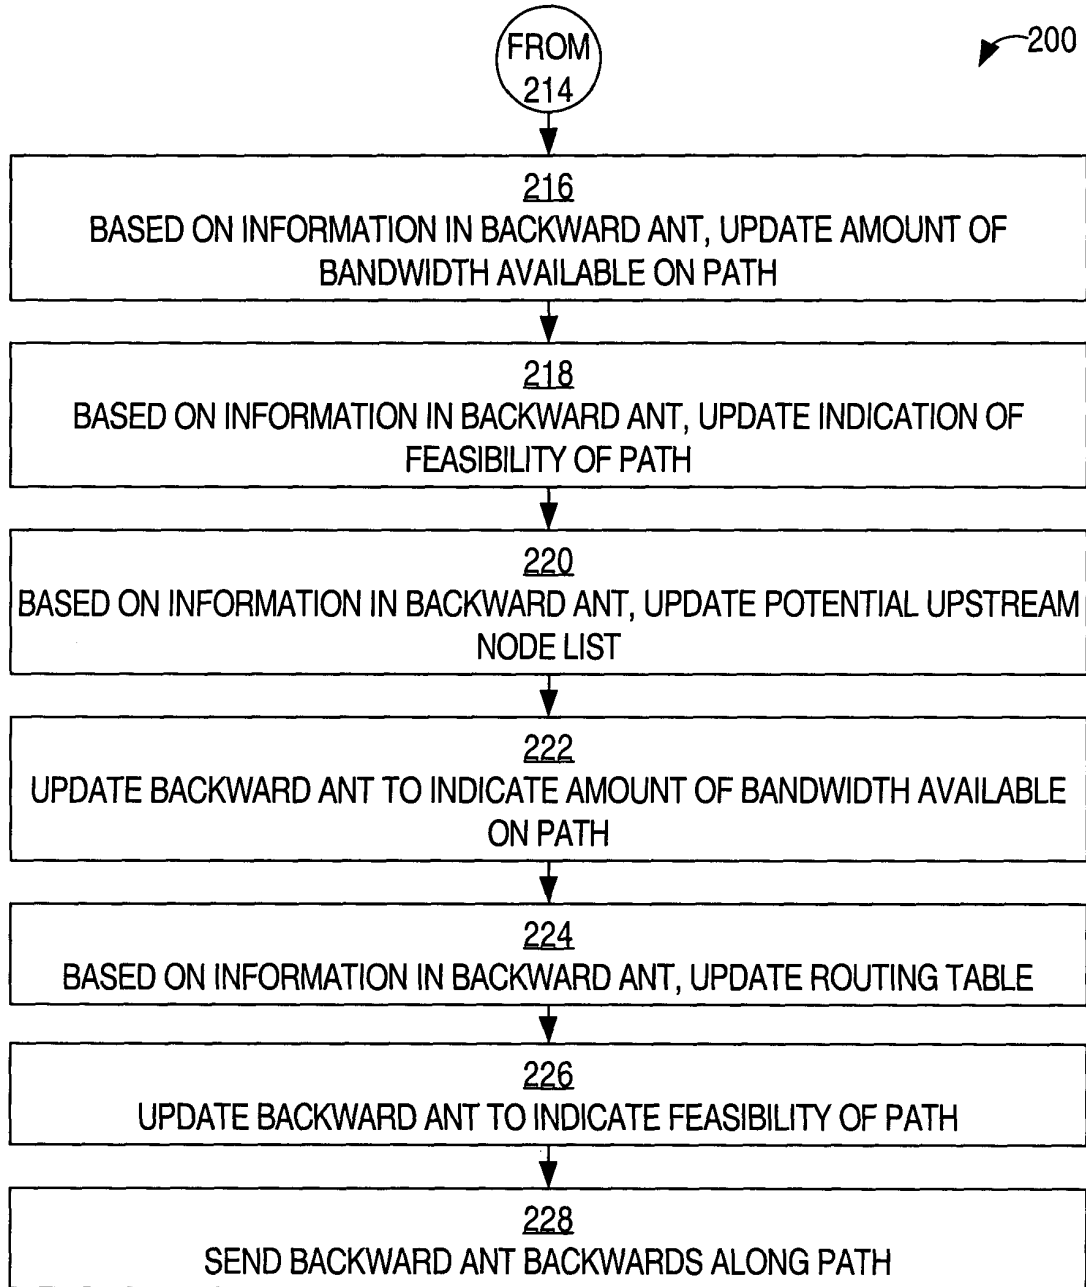 FROM
214
200
216
BASED ON INFORMATION IN BACKWARD ANT, UPDATE AMOUNT OF
BANDWIDTH AVAILABLE ON PATH
218
BASED ON INFORMATION IN BACKWARD ANT, UPDATE INDICATION OF
FEASIBILITY OF PATH
220
BASED ON INFORMATION IN BACKWARD ANT, UPDATE POTENTIAL UPSTREAM
NODE LIST
222
UPDATE BACKWARD ANT TO INDICATE AMOUNT OF BANDWIDTH AVAILABLE
ON PATH
224
BASED ON INFORMATION IN BACKWARD ANT, UPDATE ROUTING TABLE
226
UPDATE BACKWARD ANT TO INDICATE FEASIBILITY OF PATH
228
SEND BACKWARD ANT BACKWARDS ALONG PATH